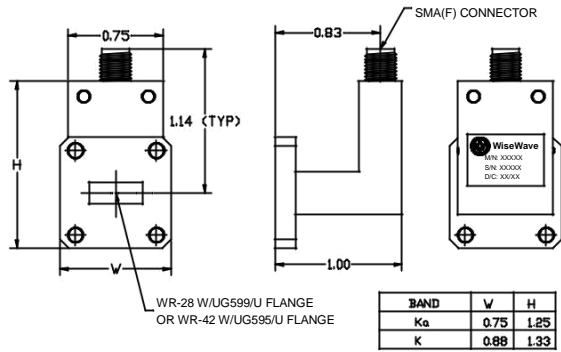 SMA(F) CONNECTOR
0.75
0.83
1.14 (TYP)
H
W
1.00
WiseWave
M/N: XXXXX
S/N: XXXXX
D/C: XX/XX
WR-28 W/UG599/U FLANGE
OR WR-42 W/UG595/U FLANGE
BAND W H
Ka 0.75 1.25
K 0.88 1.33